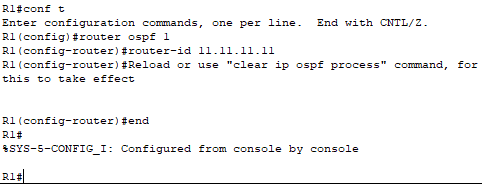 R1#conf t
Enter configuration commands, one per line.  End with CNTL/Z.
R1(config)#router ospf 1
R1(config-router)#router-id 11.11.11.11
R1(config-router)#Reload or use "clear ip ospf process" command, for
this to take effect
R1(config-router)#end
R1#
%SYS-5-CONFIG_I: Configured from console by console
R1#